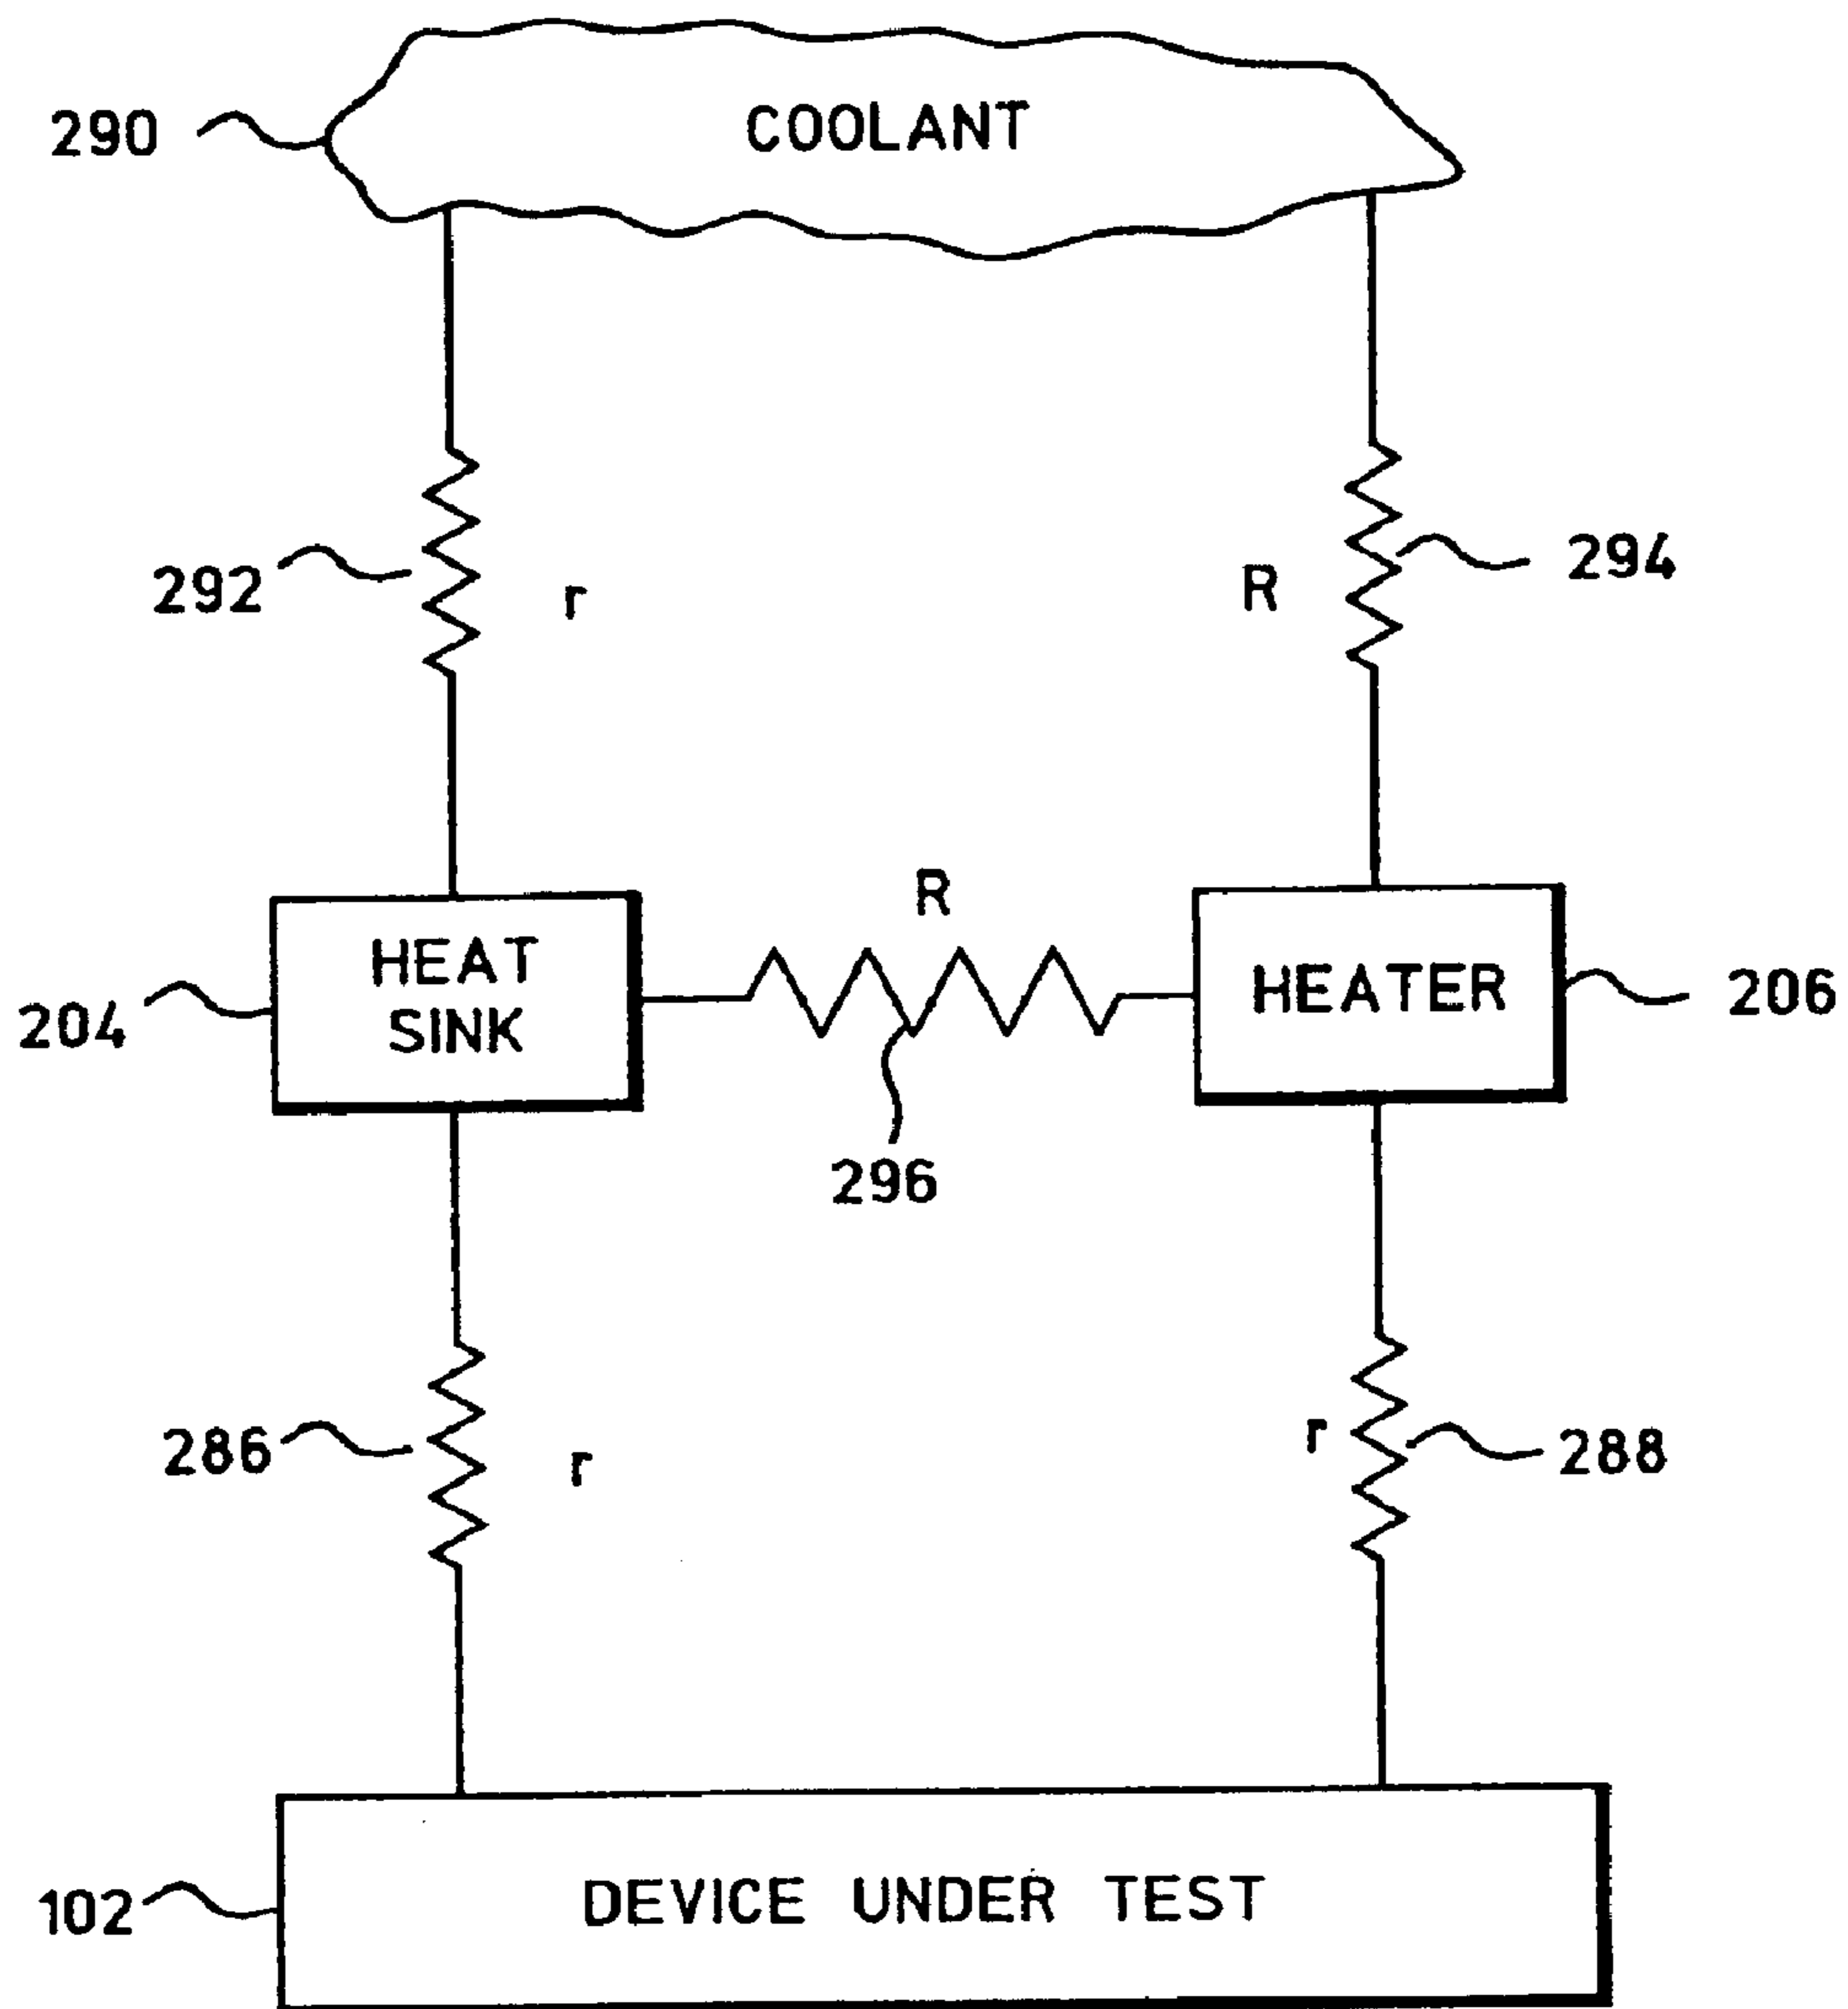 290
COOLANT
292
r
R
294
R
HEAT
SINK
HEATER
204
206
296
286
r
r
288
102
DEVICE UNDER TEST